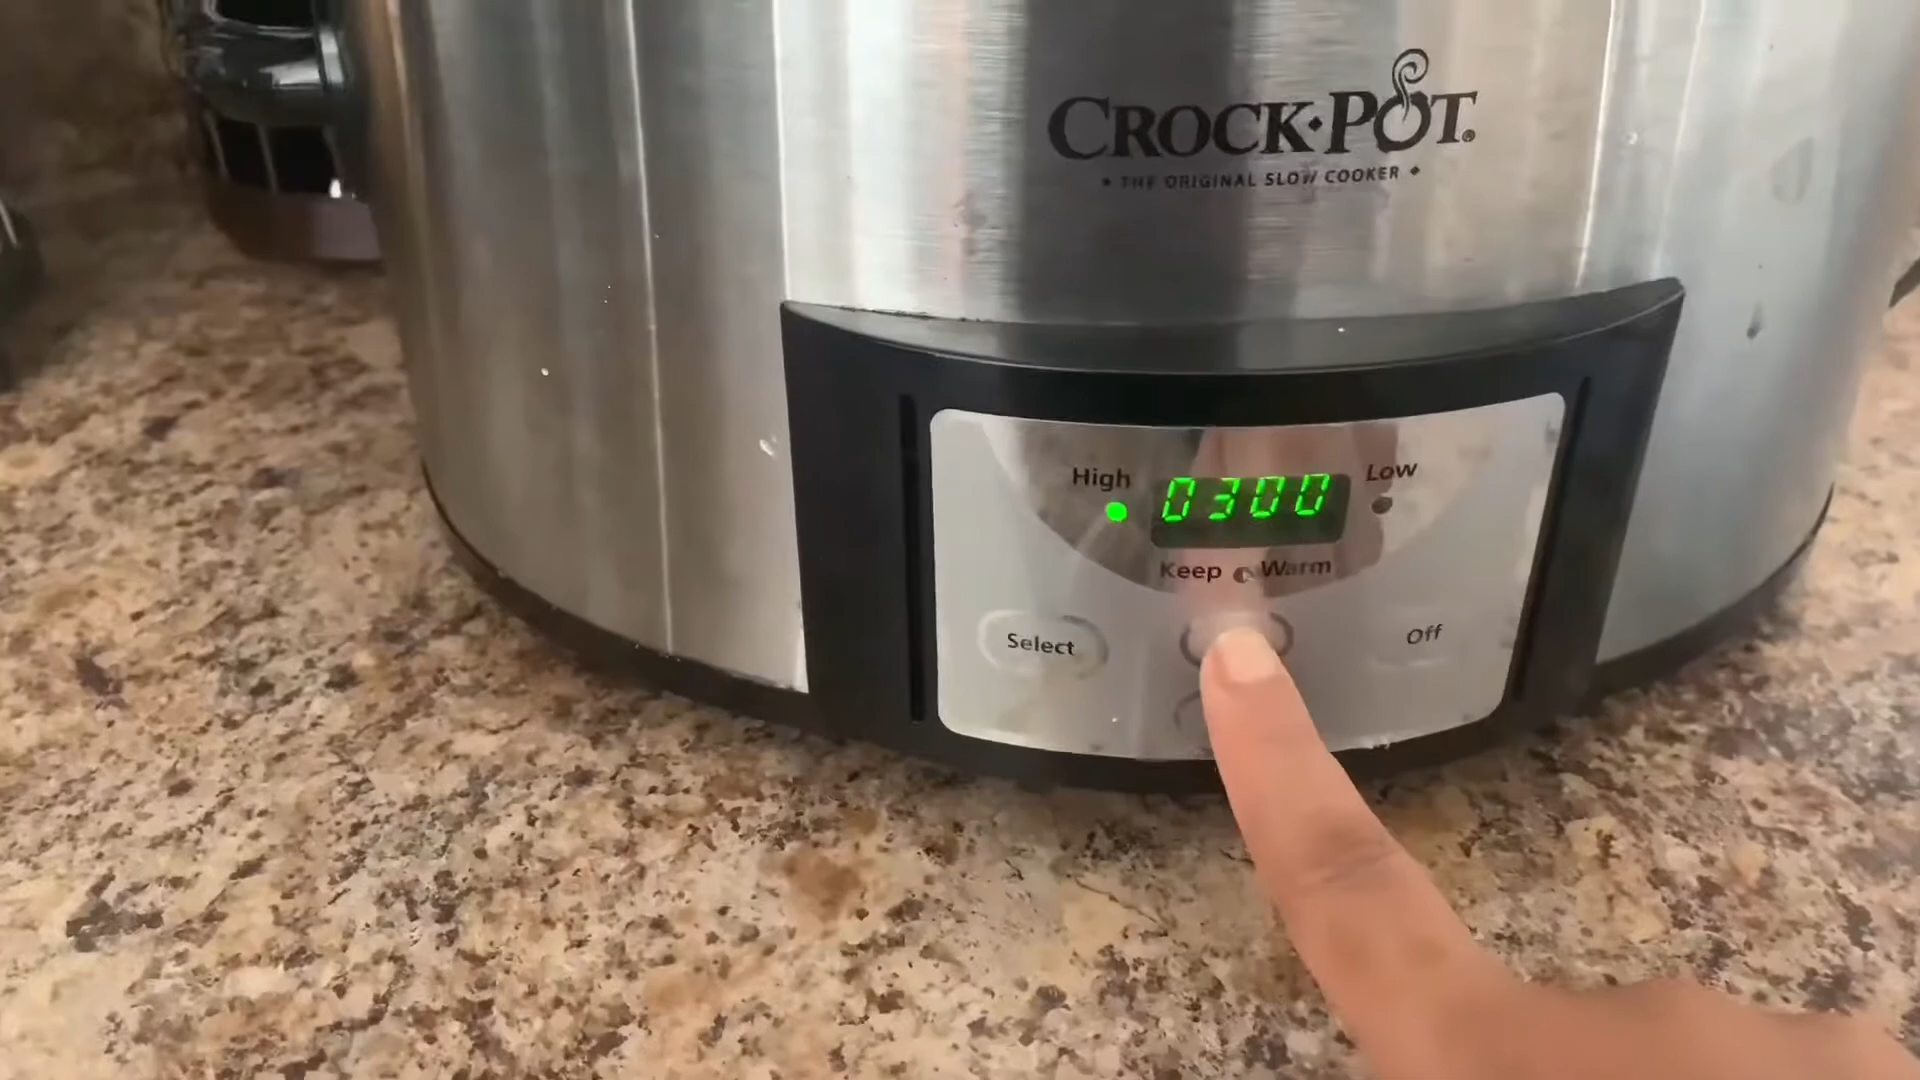 CROCK·POT®
• THE ORIGINAL SLOW COOKER •
High 0300 Low
Keep Warm
Select Off